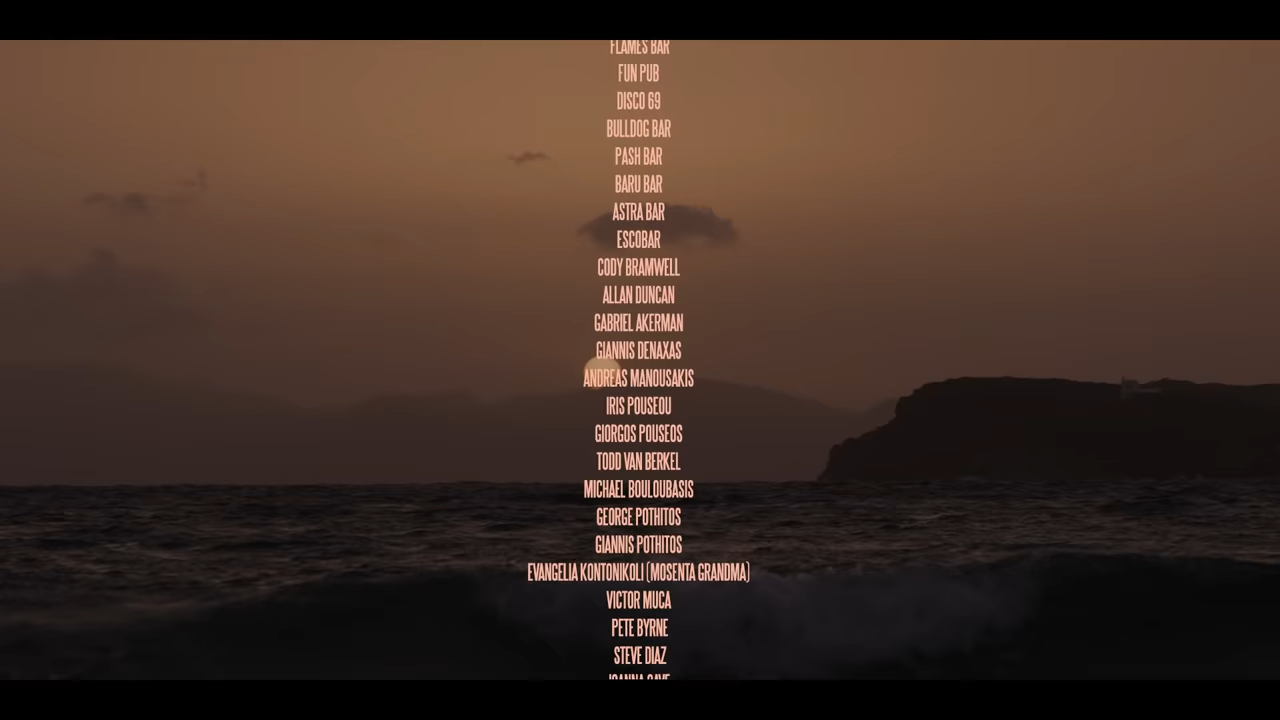 FLAMES BAR
FUN PUB
DISCO 69
BULLDOG BAR
PASH BAR
BARU BAR
ASTRA BAR
ESCOBAR
CODY BRAMWELL
ALLAN DUNCAN
GABRIEL AKERMAN
GIANNIS DENAXAS
ANDREAS MANOUSAKIS
IRIS POUSEOU
GIORGOS POUSEOS
TODD VAN BERKEL
MICHAEL BOULOUBASIS
GEORGE POTHITOS
GIANNIS POTHITOS
EVANGELIA KONTONIKOLI (MOSENTA GRANDMA)
VICTOR MUCA
PETE BYRNE
STEVE DIAZ